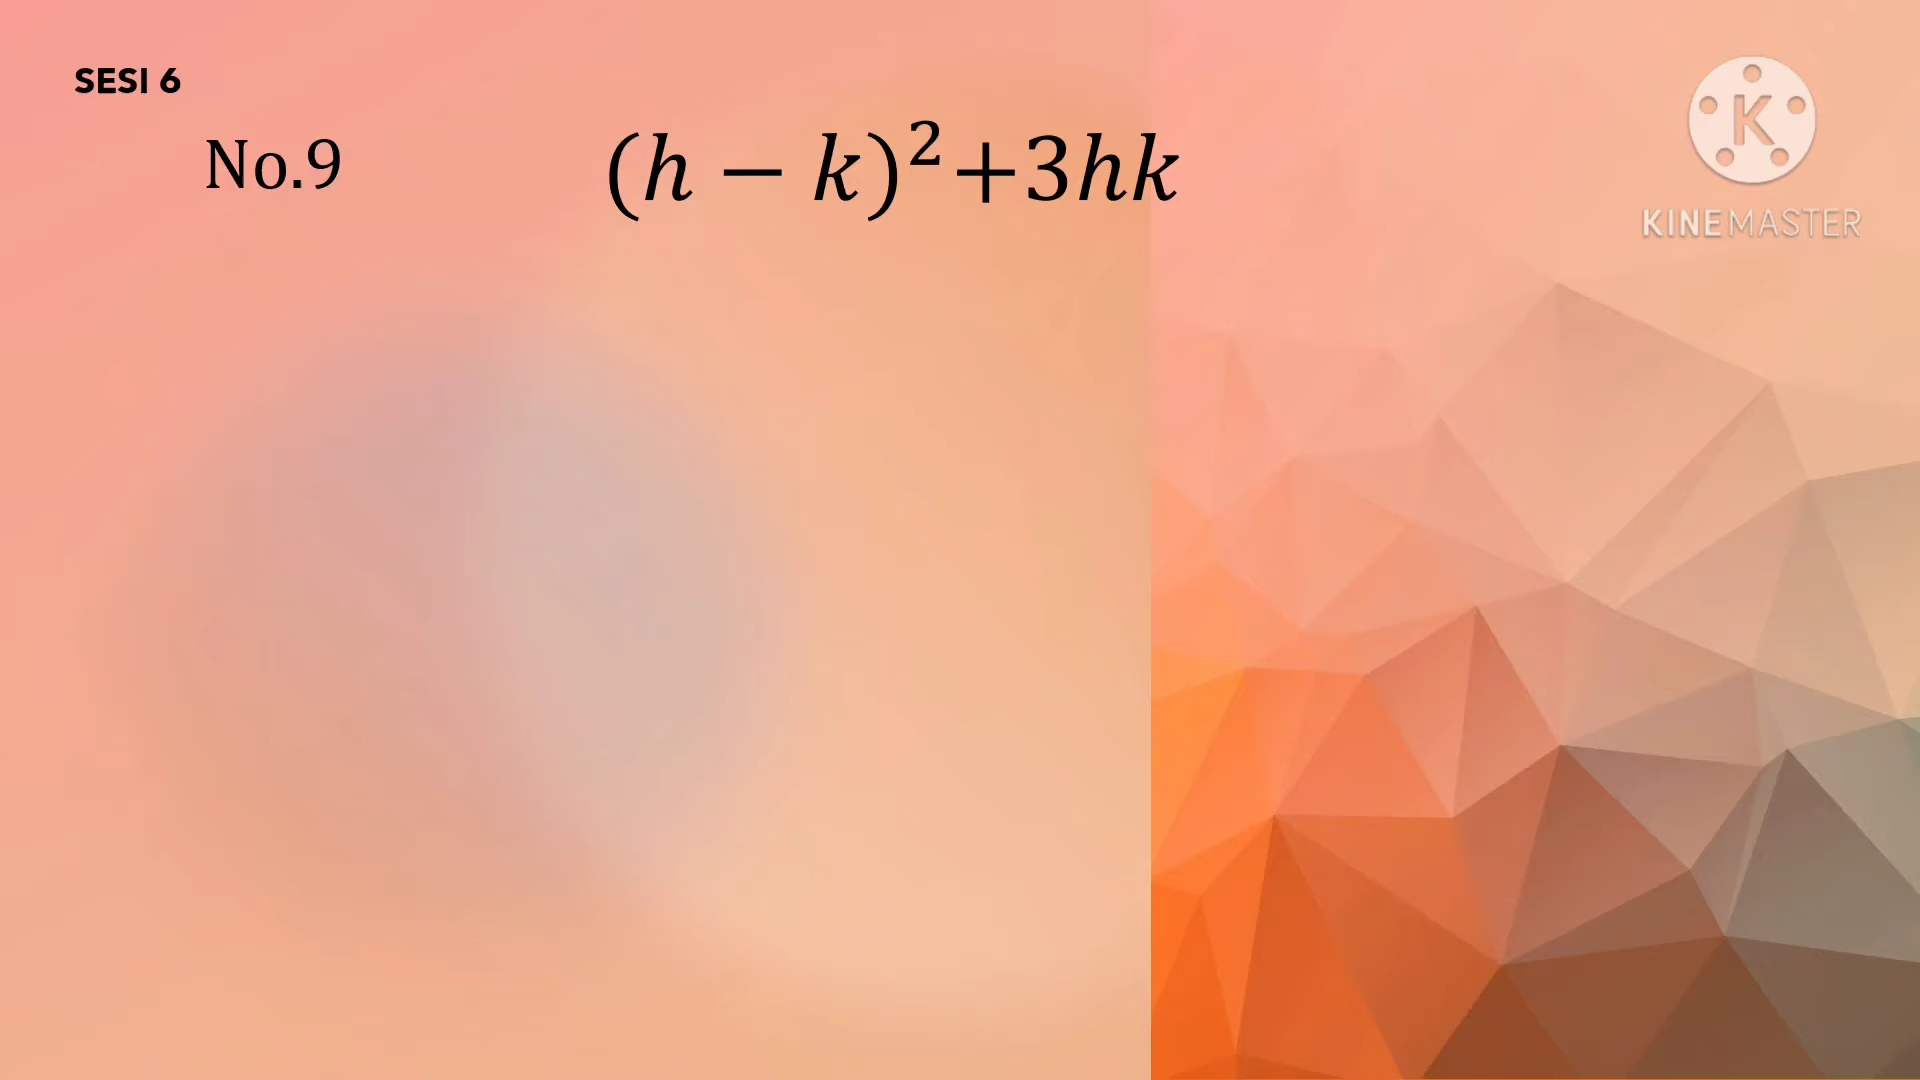 SESI 6
No.9
(h − k)²+3hk
K
KINEMASTER